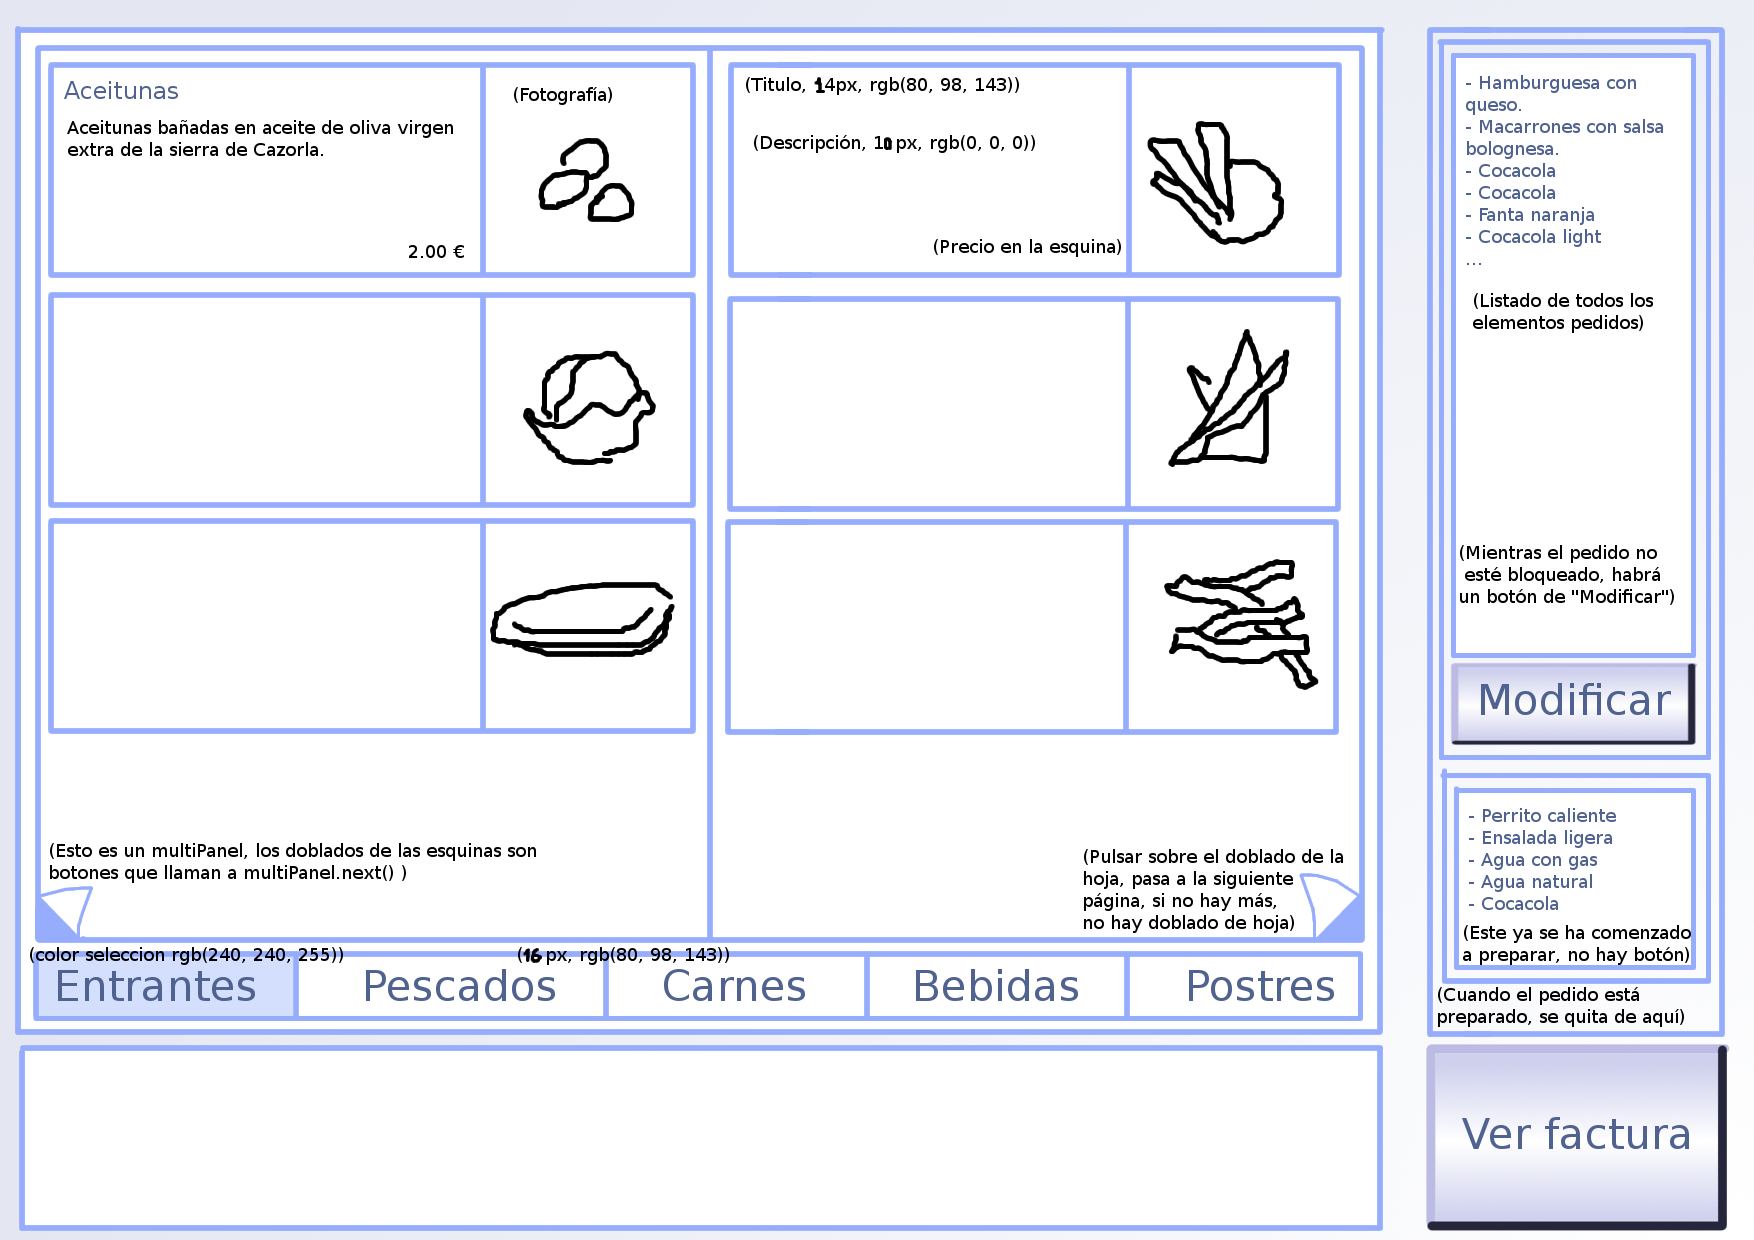 Aceitunas
(Fotografía)
Aceitunas bañadas en aceite de oliva virgen
extra de la sierra de Cazorla.
2.00 €
(Titulo, 14px, rgb(80, 98, 143))
(Descripción, 10px, rgb(0, 0, 0))
(Precio en la esquina)
(Esto es un multiPanel, los doblados de las esquinas son
botones que llaman a multiPanel.next() )
(Pulsar sobre el doblado de la
hoja, pasa a la siguiente
página, si no hay más,
no hay doblado de hoja)
(color seleccion rgb(240, 240, 255))
(16 px, rgb(80, 98, 143))
Entrantes
Pescados
Carnes
Bebidas
Postres
- Hamburguesa con
queso.
- Macarrones con salsa
bolognesa.
- Cocacola
- Cocacola
- Fanta naranja
- Cocacola light
...
(Listado de todos los
elementos pedidos)
(Mientras el pedido no
esté bloqueado, habrá
un botón de "Modificar")
Modificar
- Perrito caliente
- Ensalada ligera
- Agua con gas
- Agua natural
- Cocacola
(Este ya se ha comenzado
a preparar, no hay botón)
(Cuando el pedido está
preparado, se quita de aquí)
Ver factura